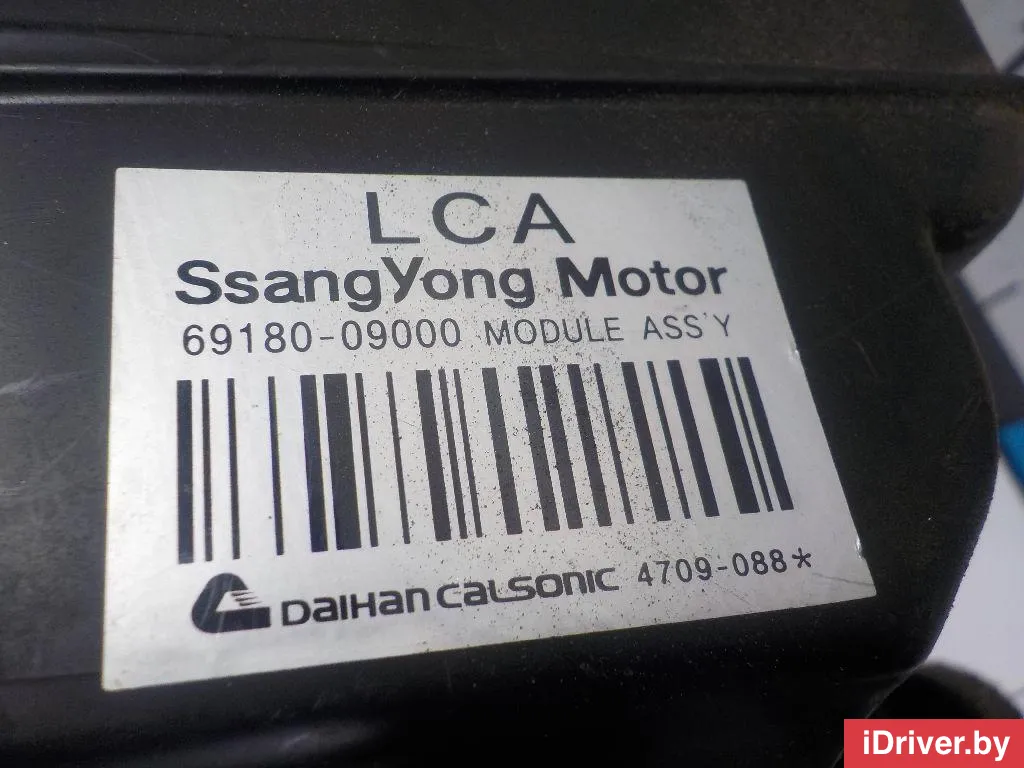 LCA
SsangYong Motor
69180-09000 MODULE ASS'Y
DAIHAN CALSONIC 4709-088*
iDriver.by